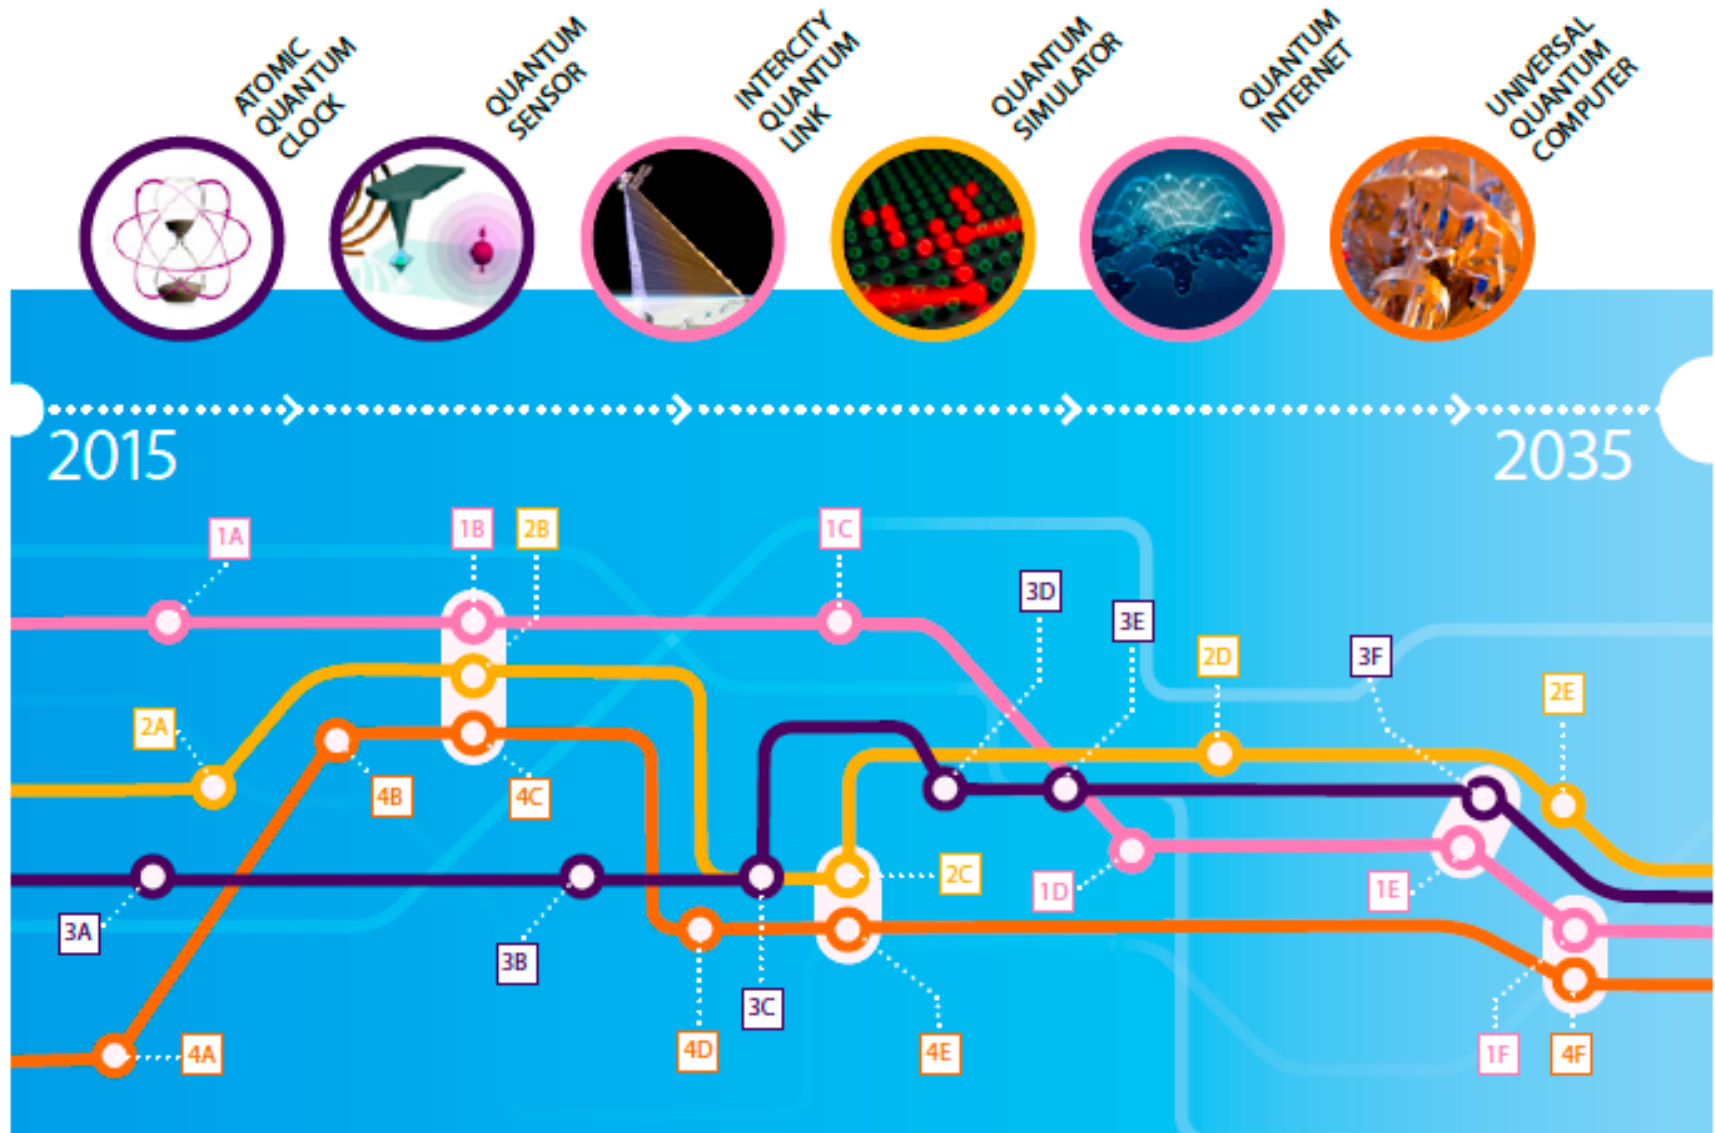 ATOMIC
QUANTUM
CLOCK
QUANTUM
SENSOR
INTERCITY
QUANTUM
LINK
QUANTUM
SIMULATOR
QUANTUM
INTERNET
UNIVERSAL
QUANTUM
COMPUTER
2015
2035
1A
1B
2B
1C
3D
3E
2D
3F
2E
2A
4B
4C
2C
1D
1E
3A
3B
3C
4A
4D
4E
1F
4F